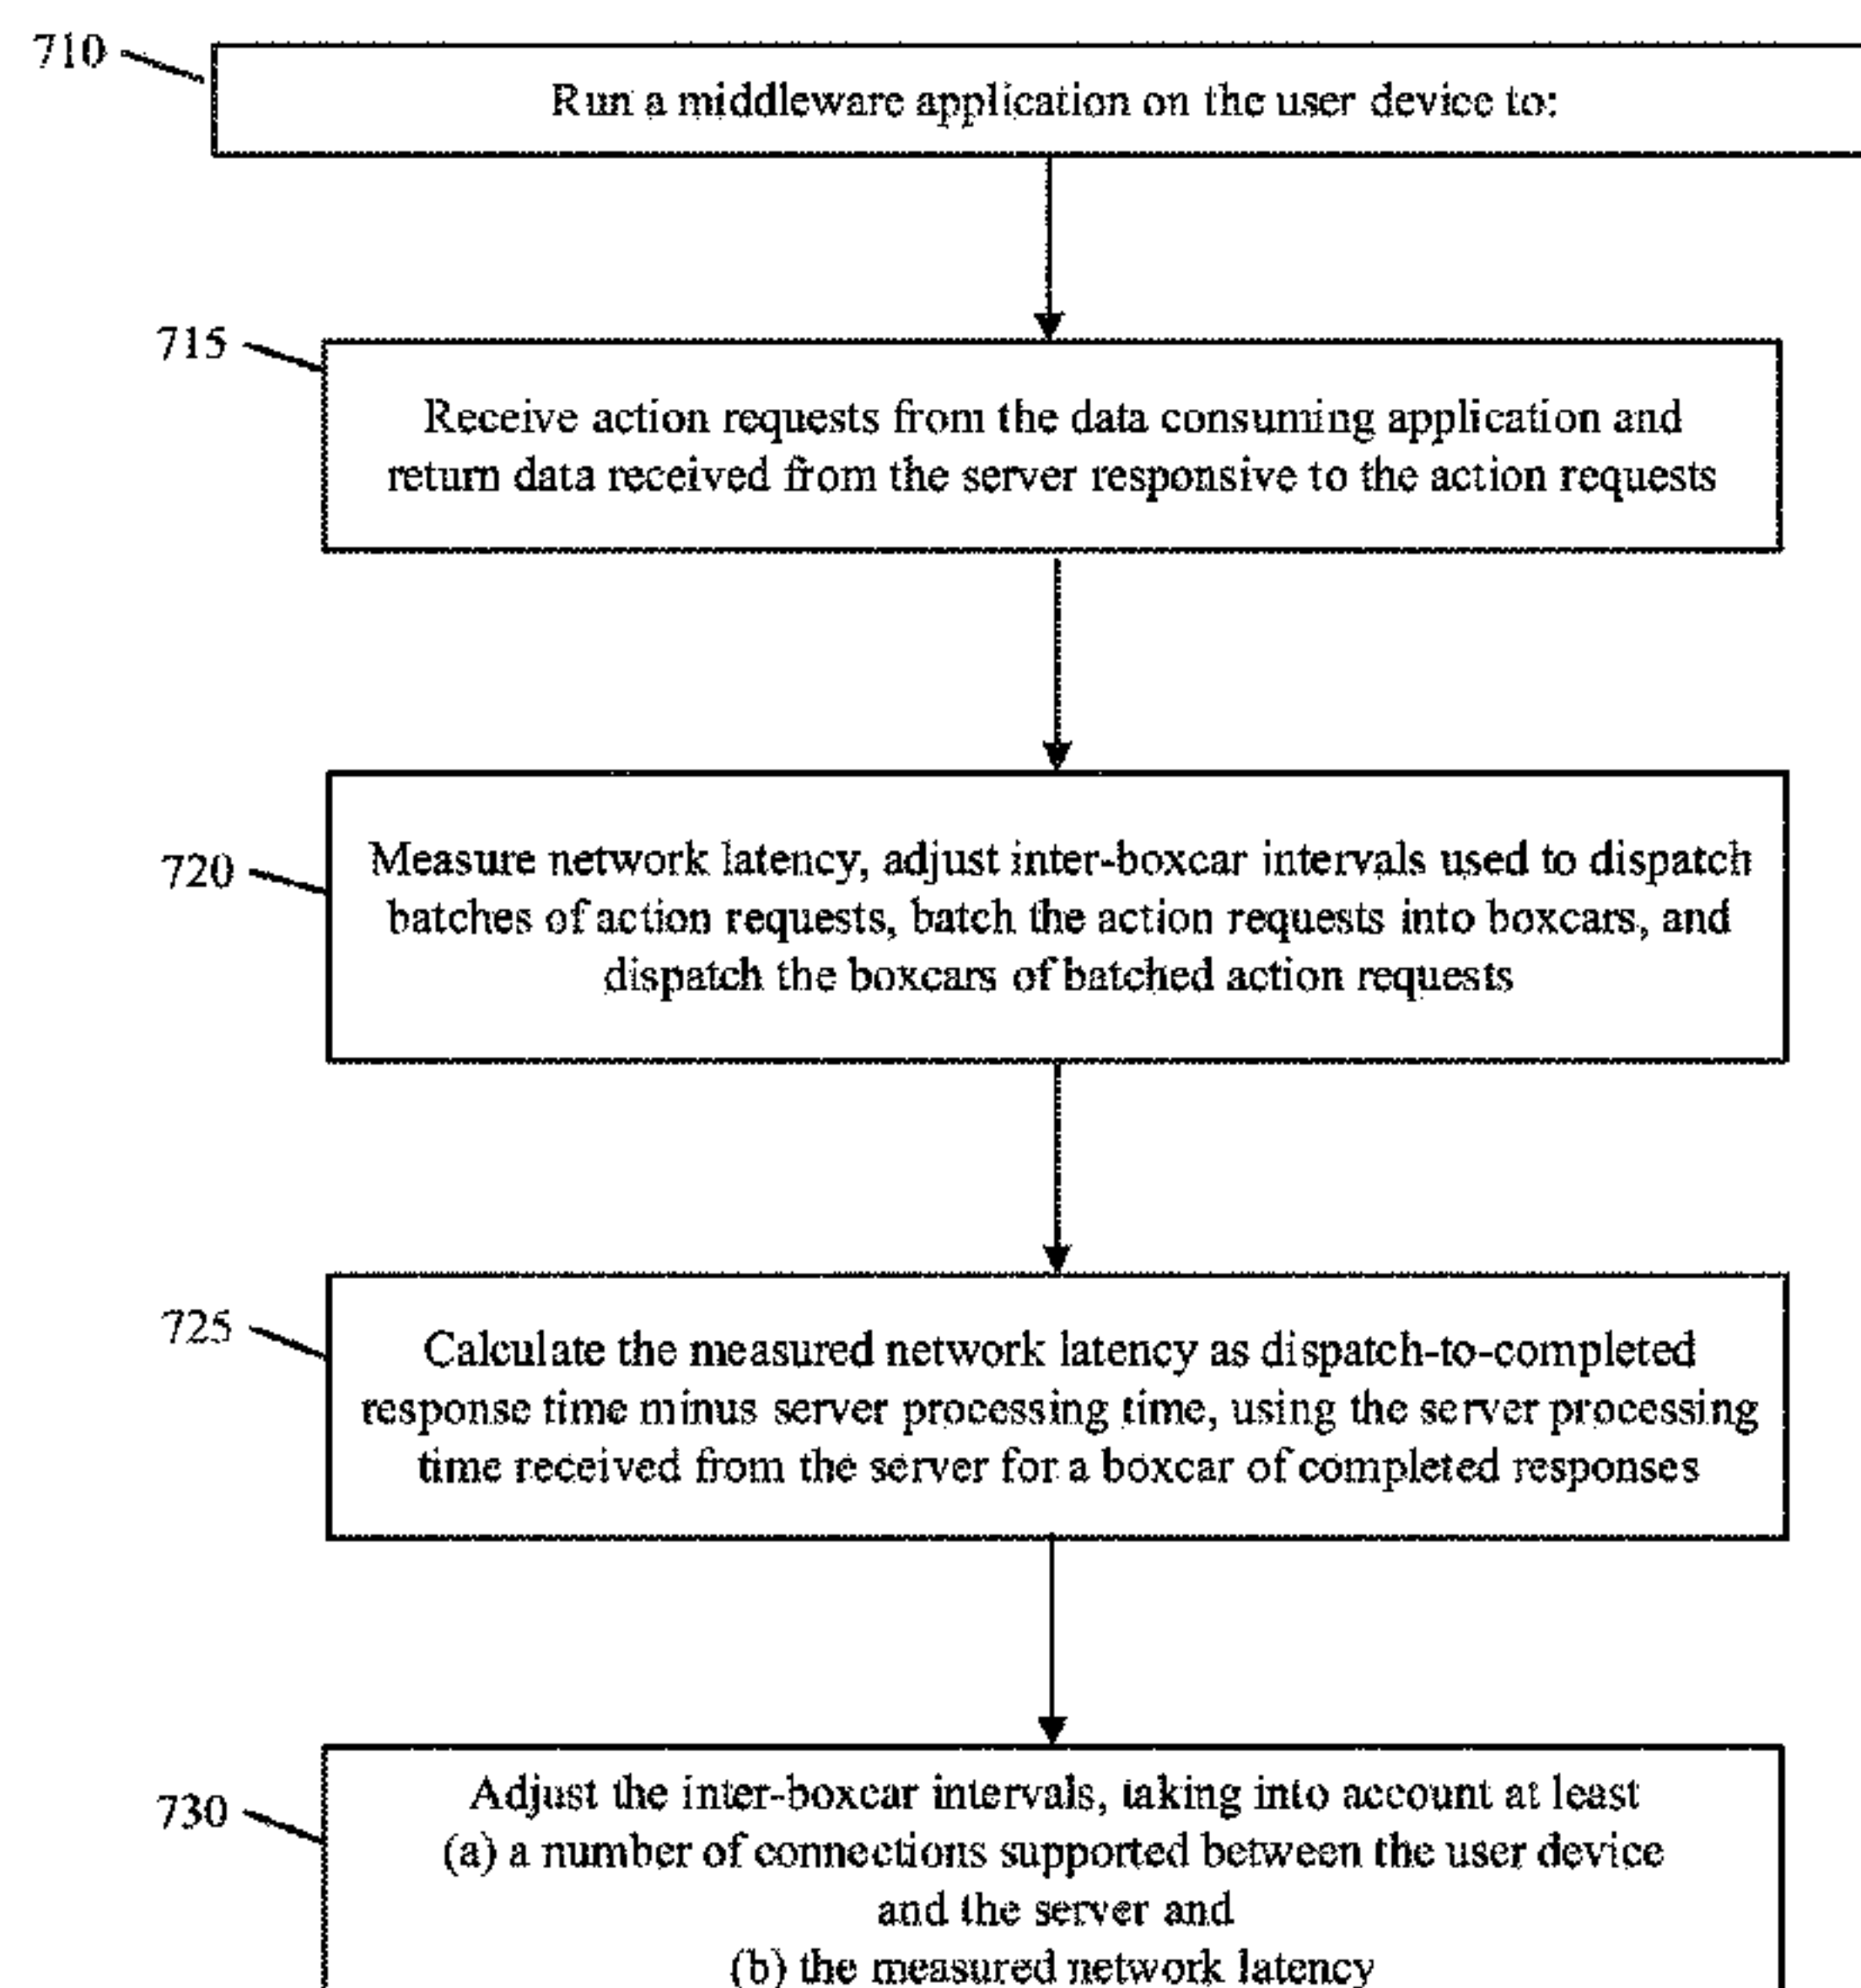 710
Run a middleware application on the user device to:
715
Receive action requests from the data consuming application and
return data received from the server responsive to the action requests
720
Measure network latency, adjust inter-boxcar intervals used to dispatch
batches of action requests, batch the action requests into boxcars, and
dispatch the boxcars of batched action requests
725
Calculate the measured network latency as dispatch-to-completed
response time minus server processing time, using the server processing
time received from the server for a boxcar of completed responses
730
Adjust the inter-boxcar intervals, taking into account at least
(a) a number of connections supported between the user device
and the server and
(b) the measured network latency